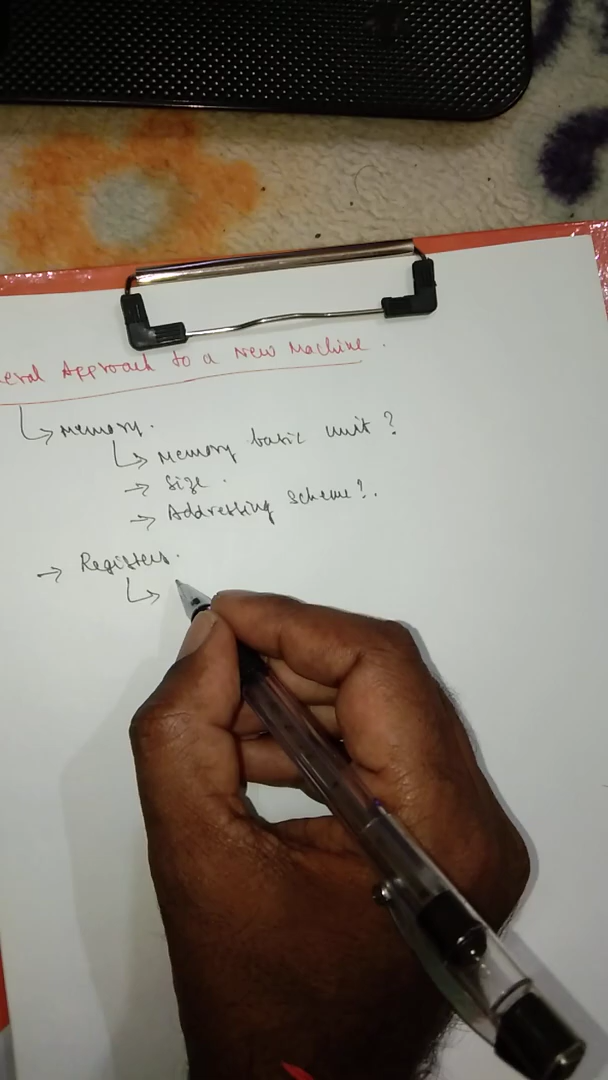 eral Approach to a New Machine.
↳ Memory.
↳ Memory basic unit?
→ Size.
→ Addressing Scheme?.
→ Registers.
↳